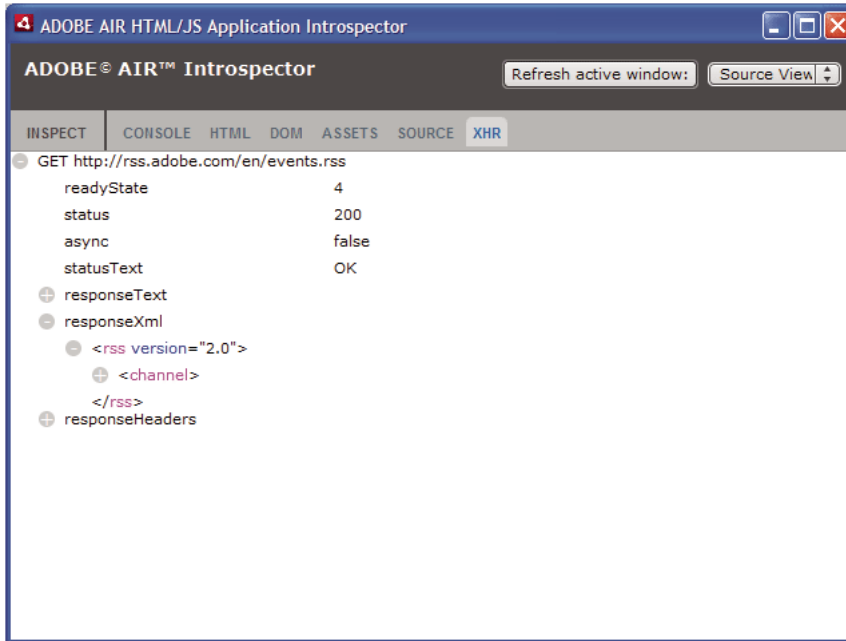 ADOBE AIR HTML/JS Application Introspector
ADOBE© AIR™ Introspector
Refresh active window: Source View
INSPECT CONSOLE HTML DOM ASSETS SOURCE XHR
GET http://rss.adobe.com/en/events.rss
readyState 4
status 200
async false
statusText OK
responseText
responseXml
<rss version="2.0">
<channel>
</rss>
responseHeaders